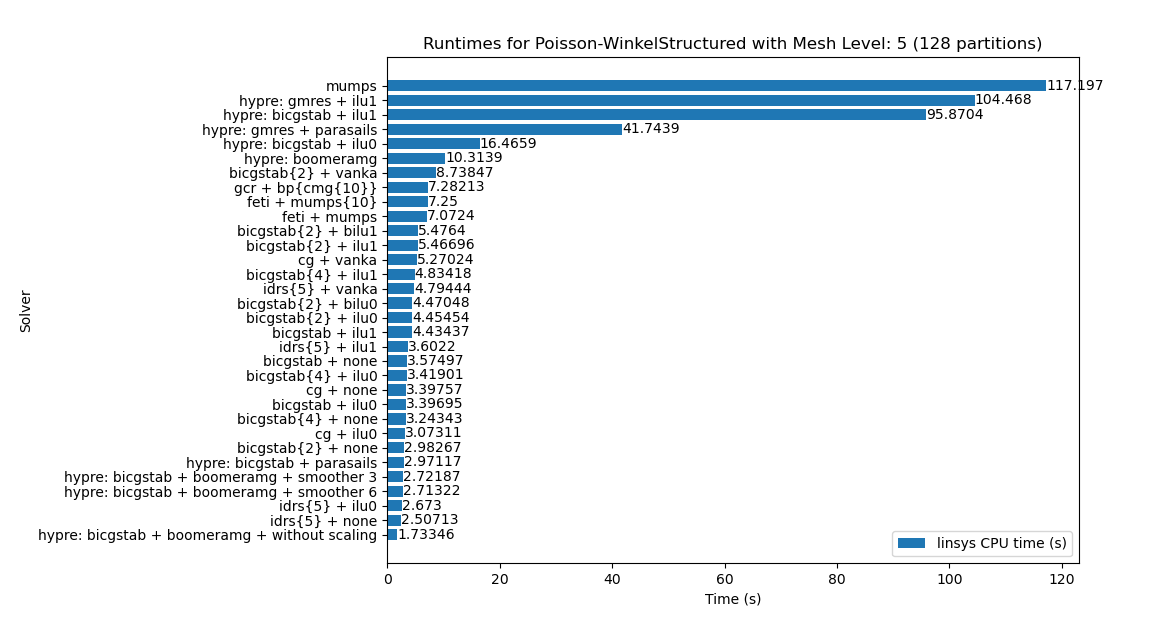 Runtimes for Poisson-WinkelStructured with Mesh Level: 5 (128 partitions)
Solver
mumps 117.197
hypre: gmres + ilu1 104.468
hypre: bicgstab + ilu1 95.8704
hypre: gmres + parasails 41.7439
hypre: bicgstab + ilu0 16.4659
hypre: boomeramg 10.3139
bicgstab{2} + vanka 8.73847
gcr + bp{cmg{10}} 7.28213
feti + mumps{10} 7.25
feti + mumps 7.0724
bicgstab{2} + bilu1 5.4764
bicgstab{2} + ilu1 5.46696
cg + vanka 5.27024
bicgstab{4} + ilu1 4.83418
idrs{5} + vanka 4.79444
bicgstab{2} + bilu0 4.47048
bicgstab{2} + ilu0 4.45454
bicgstab + ilu1 4.43437
idrs{5} + ilu1 3.6022
bicgstab + none 3.57497
bicgstab{4} + ilu0 3.41901
cg + none 3.39757
bicgstab + ilu0 3.39695
bicgstab{4} + none 3.24343
cg + ilu0 3.07311
bicgstab{2} + none 2.98267
hypre: bicgstab + parasails 2.97117
hypre: bicgstab + boomeramg + smoother 3 2.72187
hypre: bicgstab + boomeramg + smoother 6 2.71322
idrs{5} + ilu0 2.673
idrs{5} + none 2.50713
hypre: bicgstab + boomeramg + without scaling 1.73346
linsys CPU time (s)
0 20 40 60 80 100 120
Time (s)